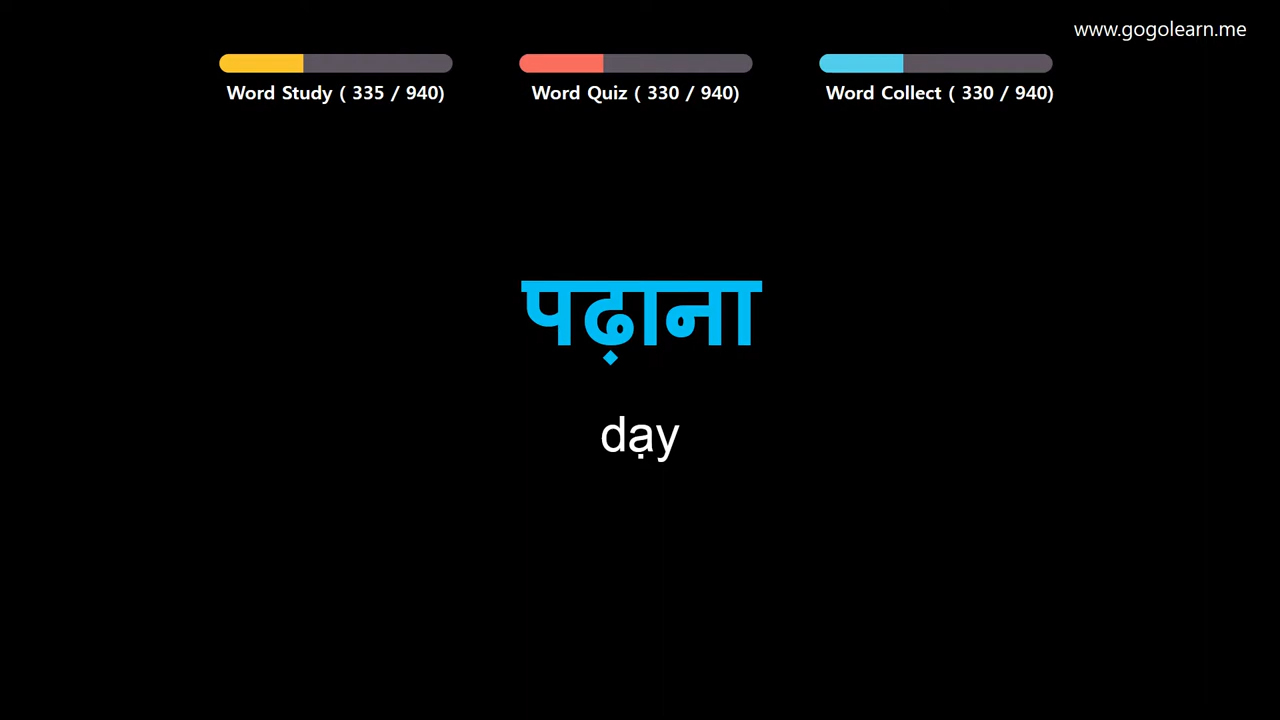 www.gogolearn.me
Word Study ( 335 / 940)
Word Quiz ( 330 / 940)
Word Collect ( 330 / 940)
पढ़ाना
dạy